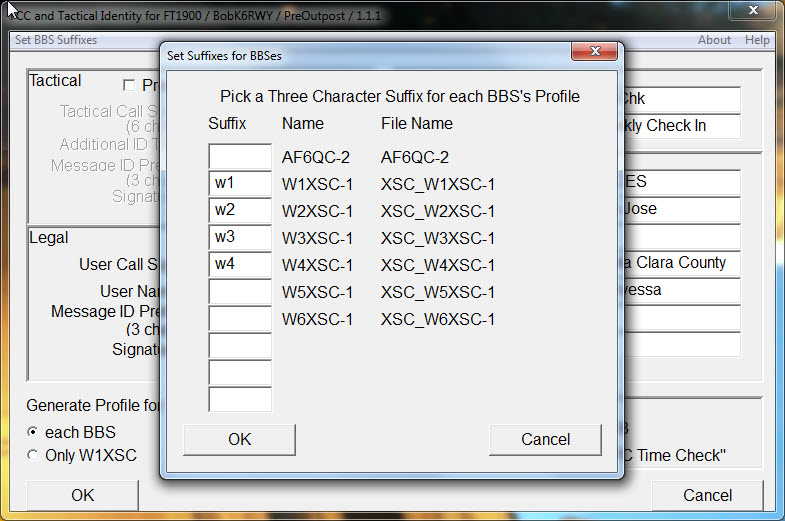 CC and Tactical Identity for FT1900 / BobK6RWY / PreOutpost / 1.1.1
Set BBS Suffixes
About Help
Set Suffixes for BBSes
Pick a Three Character Suffix for each BBS's Profile
Suffix Name File Name
AF6QC-2 AF6QC-2
w1 W1XSC-1 XSC_W1XSC-1
w2 W2XSC-1 XSC_W2XSC-1
w3 W3XSC-1 XSC_W3XSC-1
w4 W4XSC-1 XSC_W4XSC-1
W5XSC-1 XSC_W5XSC-1
W6XSC-1 XSC_W6XSC-1
OK Cancel
Tactical
Pr
Tactical Call S
(6 ch
Additional ID T
Message ID Pre
(3 ch
Signat
Legal
User Call S
User Nar
Message ID Pre
(3 ch
Signat
Chk
kly Check In
ES
Jose
a Clara County
yessa
Generate Profile for
each BBS
Only W1XSC
C Time Check"
OK
Cancel